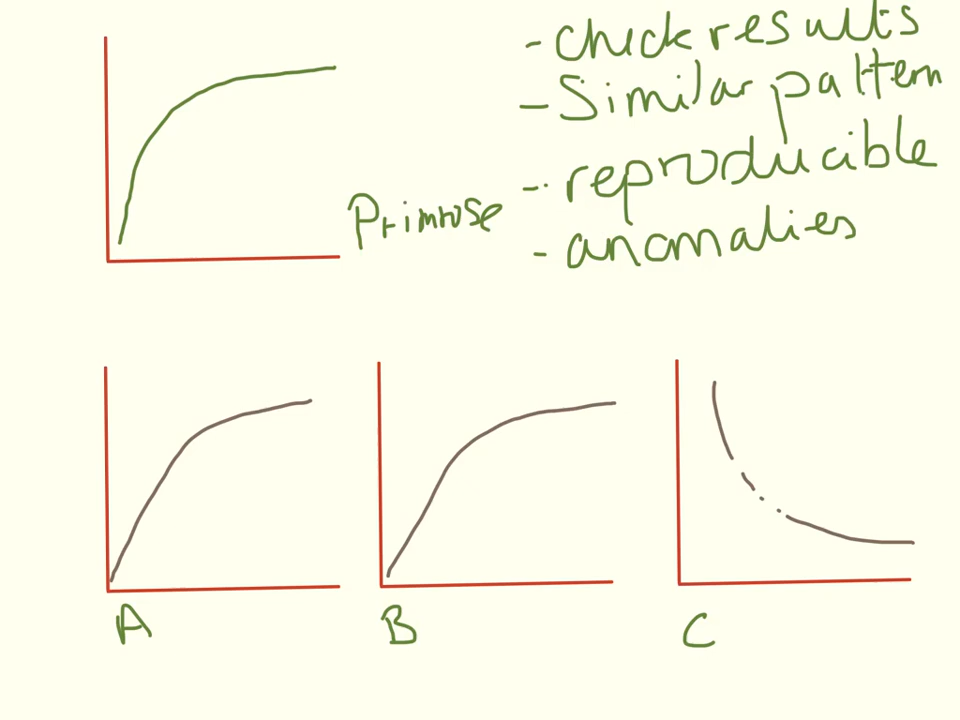 - check results
- Similar pattern
- reproducible
Primrose
- anomalies
A
B
C